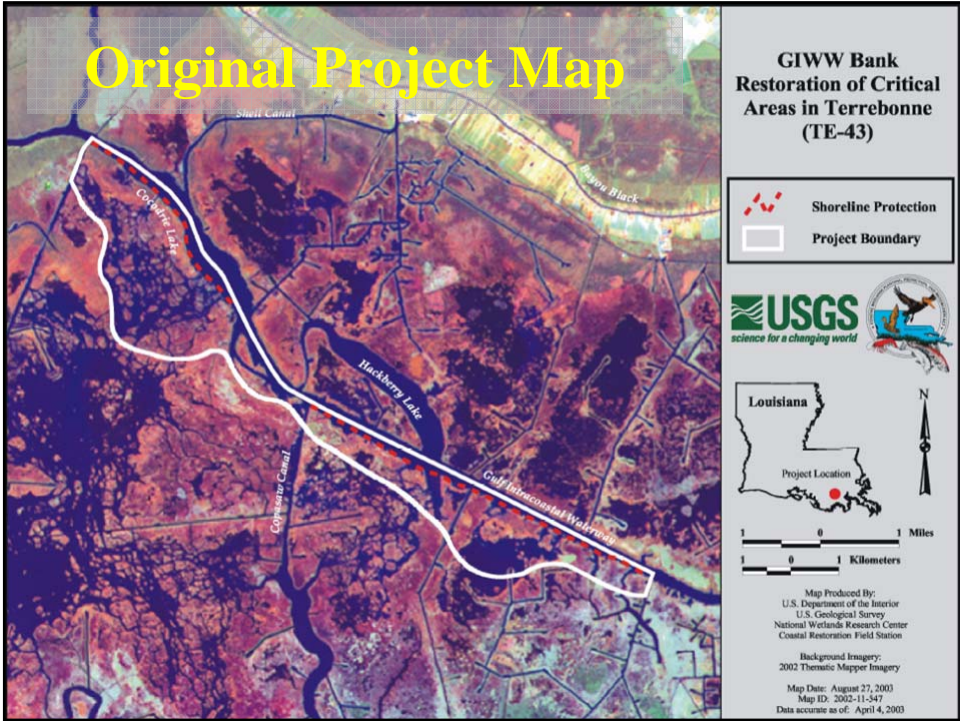 Original Project Map
Shell Canal
Bayou Black
Cocodrie Lake
Hackberry Lake
Gulf Intracoastal Waterway
Copasaw Canal
GIWW Bank
Restoration of Critical
Areas in Terrebonne
(TE-43)
Shoreline Protection
Project Boundary
USGS
science for a changing world
N
Louisiana
Project Location
1 0 1 Miles
1 0 1 Kilometers
Map Produced By:
U.S. Department of the Interior
U.S. Geological Survey
National Wetlands Research Center
Coastal Restoration Field Station
Background Imagery:
2002 Thematic Mapper Imagery
Map Date: August 27, 2003
Map ID: 2002-11-547
Data accurate as of: April 4, 2003